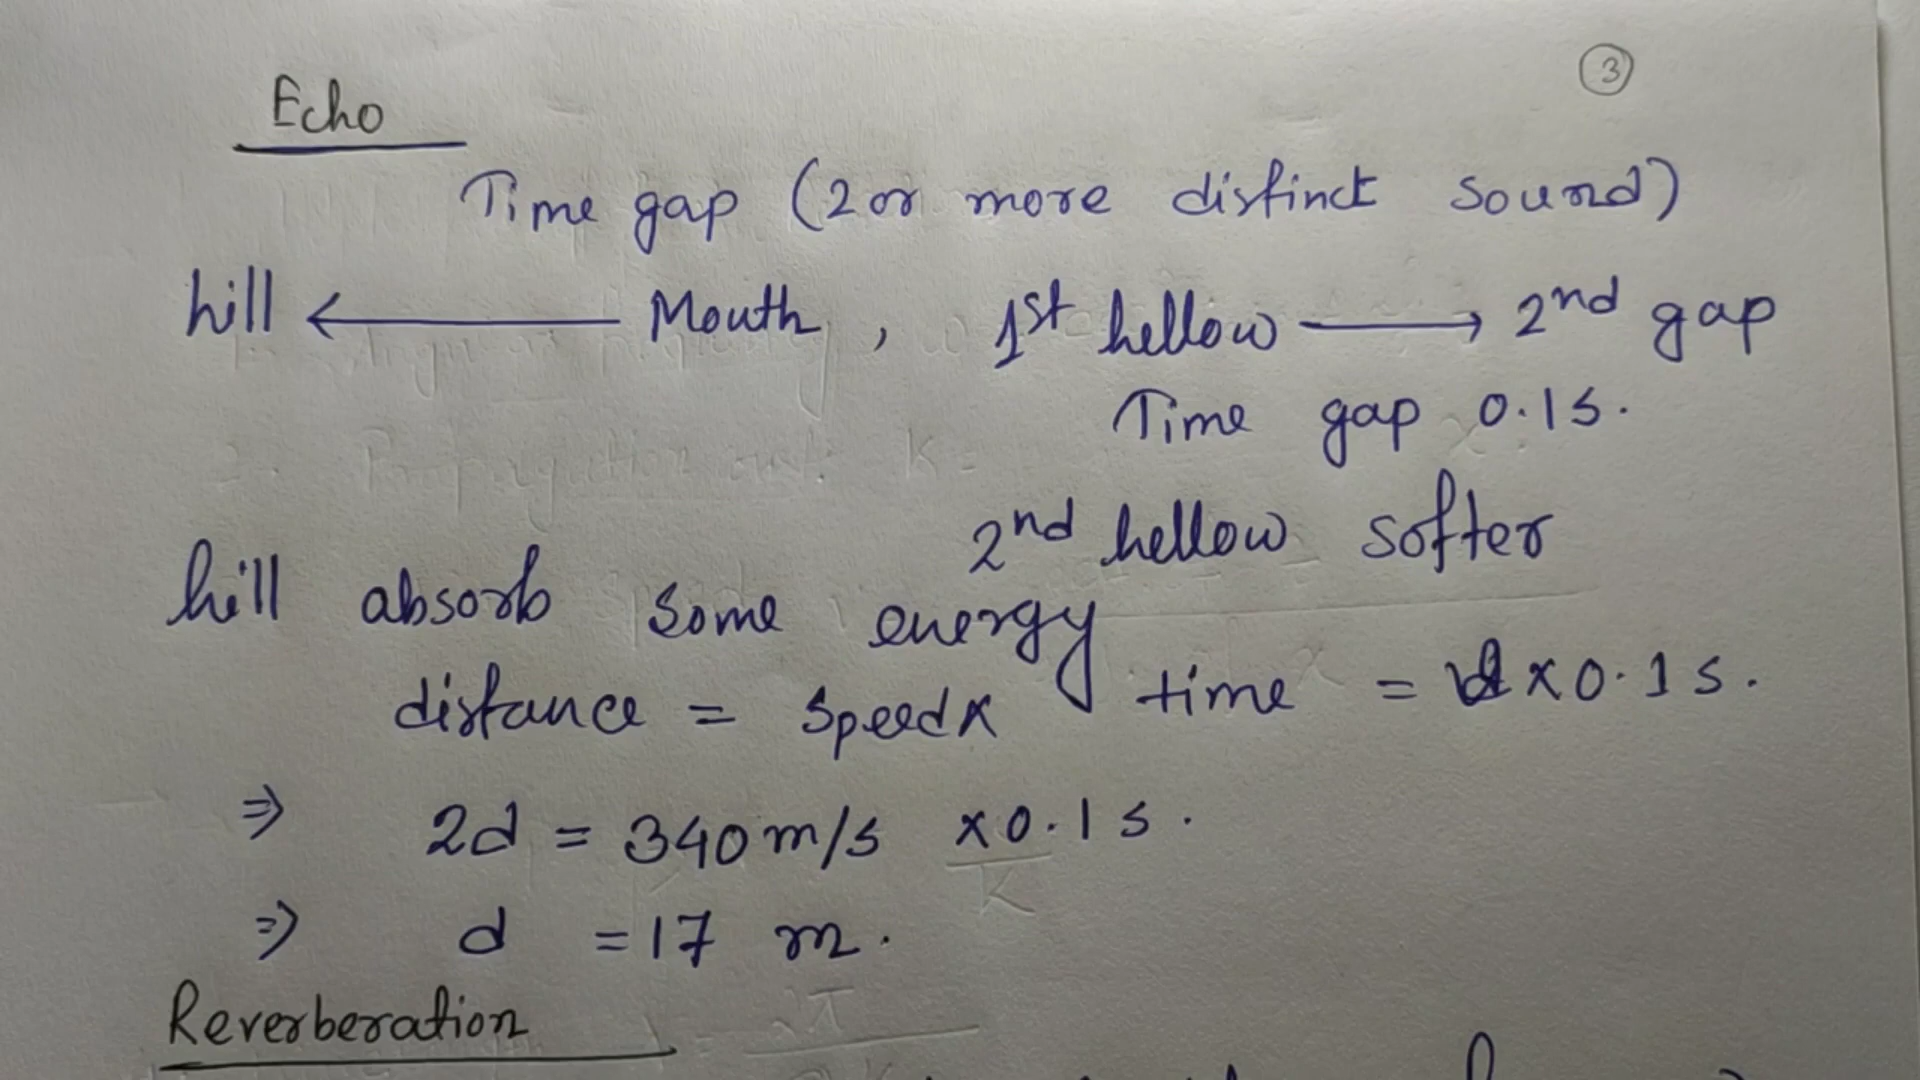 3
Echo
Time gap (2 or more distinct sound)
hill ← Mouth, 1st hellow → 2nd gap
Time gap 0.1s.
2nd hellow softer
hill absorb some energy
distance = speed x time = x 0.1 s.
⇒ 2d = 340 m/s x 0.1 s.
⇒ d = 17 m.
Reverberation